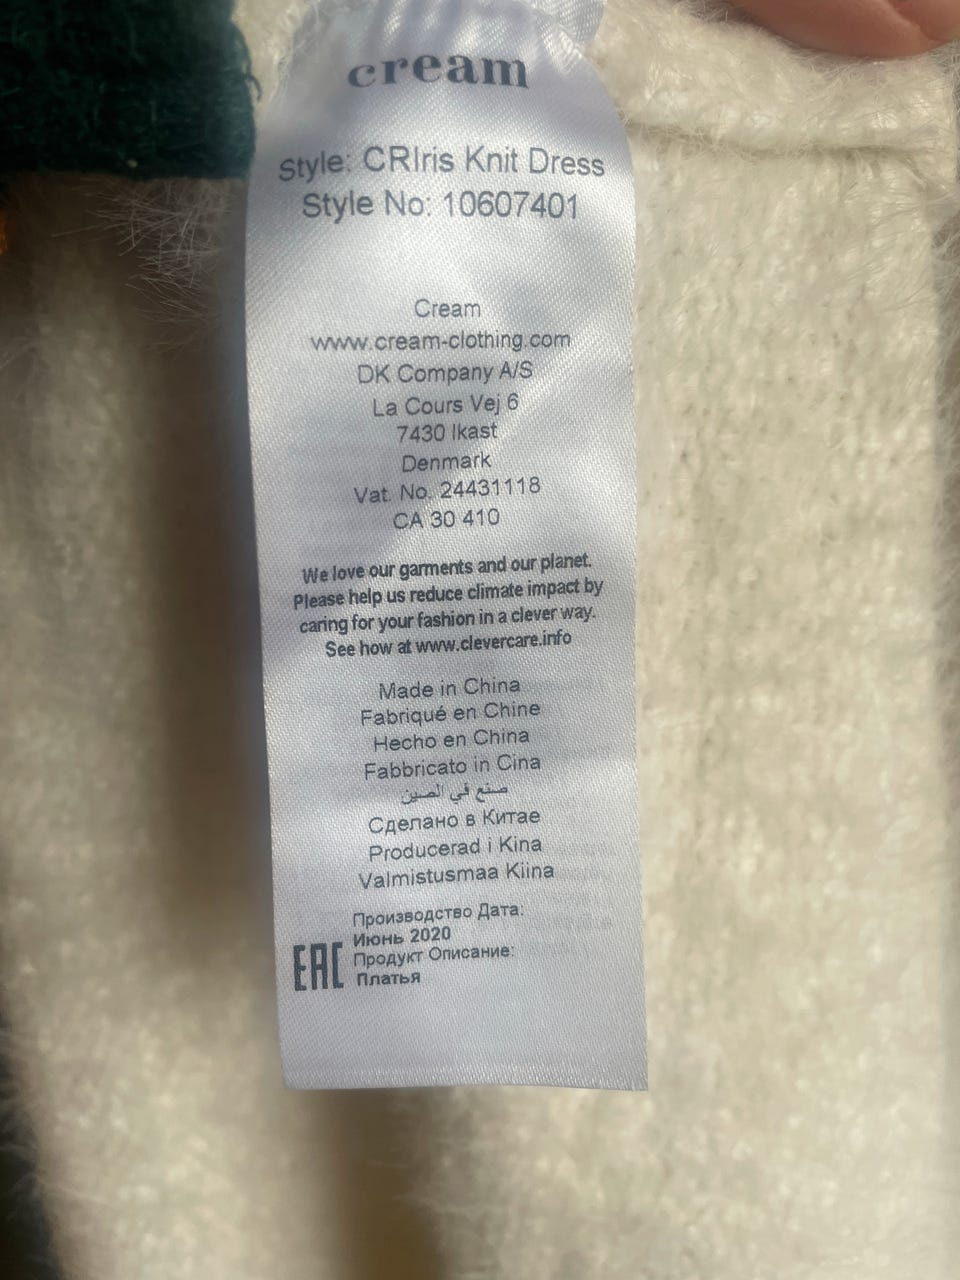 cream
Style: CRIris Knit Dress
Style No: 10607401
Cream
www.cream-clothing.com
DK Company A/S
La Cours Vej 6
7430 Ikast
Denmark
Vat. No. 24431118
CA 30 410
We love our garments and our planet.
Please help us reduce climate impact by
caring for your fashion in a clever way.
See how at www.clevercare.info
Made in China
Fabriqué en Chine
Hecho en China
Fabbricato in Cina
صنع في الصين
Сделано в Китае
Producerad i Kina
Valmistusmaa Kiina
Производство Дата:
Июнь 2020
EAC
Продукт Описание:
Платья